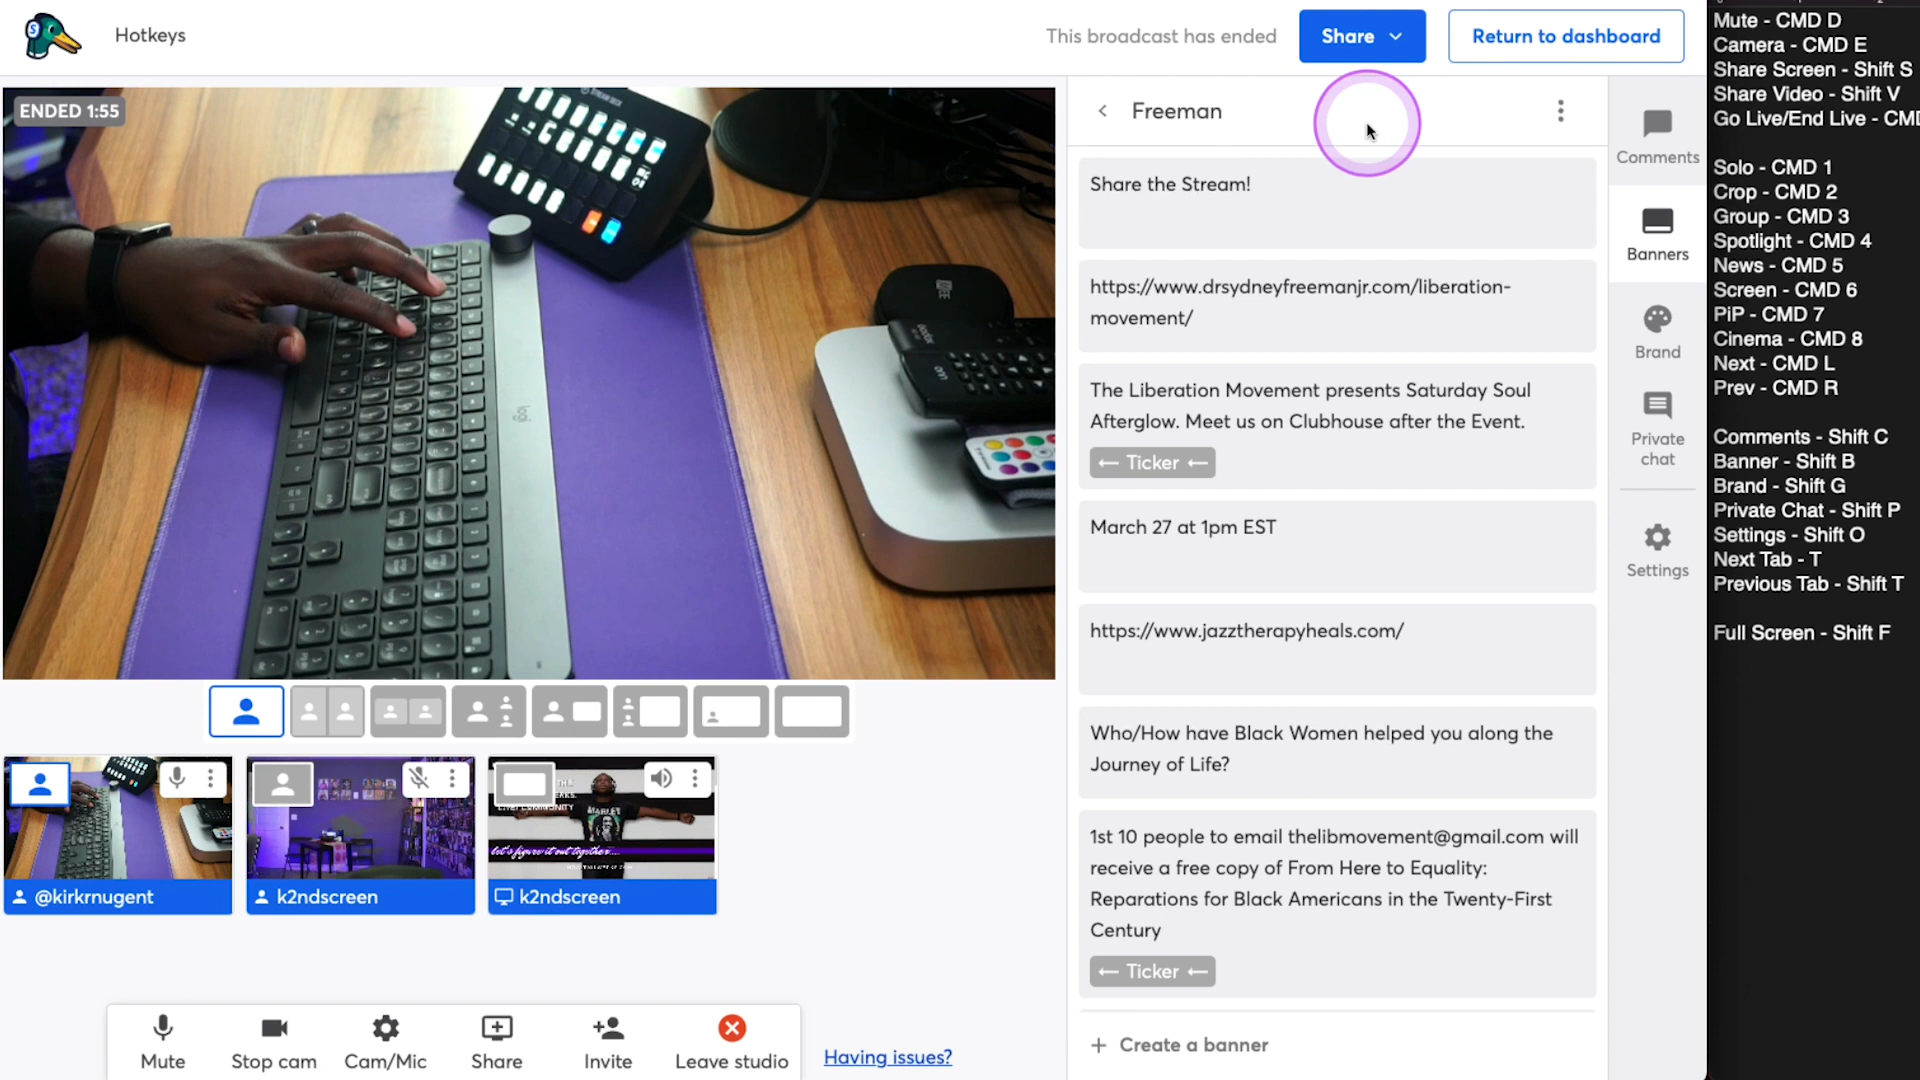 Hotkeys
This broadcast has ended
Share
Return to dashboard
ENDED 1:55
Freeman
Share the Stream!
https://www.drsydneyfreemanjr.com/liberation-
movement/
The Liberation Movement presents Saturday Soul
Afterglow. Meet us on Clubhouse after the Event.
← Ticker ←
March 27 at 1pm EST
https://www.jazztherapyheals.com/
Who/How have Black Women helped you along the
Journey of Life?
1st 10 people to email thelibmovement@gmail.com will
receive a free copy of From Here to Equality:
Reparations for Black Americans in the Twenty-First
Century
← Ticker ←
+ Create a banner
Comments
Banners
Brand
Private
chat
Settings
Mute - CMD D
Camera - CMD E
Share Screen - Shift S
Share Video - Shift V
Go Live/End Live - CMD
Solo - CMD 1
Crop - CMD 2
Group - CMD 3
Spotlight - CMD 4
News - CMD 5
Screen - CMD 6
PiP - CMD 7
Cinema - CMD 8
Next - CMD L
Prev - CMD R
Comments - Shift C
Banner - Shift B
Brand - Shift G
Private Chat - Shift P
Settings - Shift O
Next Tab - T
Previous Tab - Shift T
Full Screen - Shift F
logi
MARLEY
let's figure it out together...
@kirkrnugent
k2ndscreen
k2ndscreen
Mute
Stop cam
Cam/Mic
Share
Invite
Leave studio
Having issues?